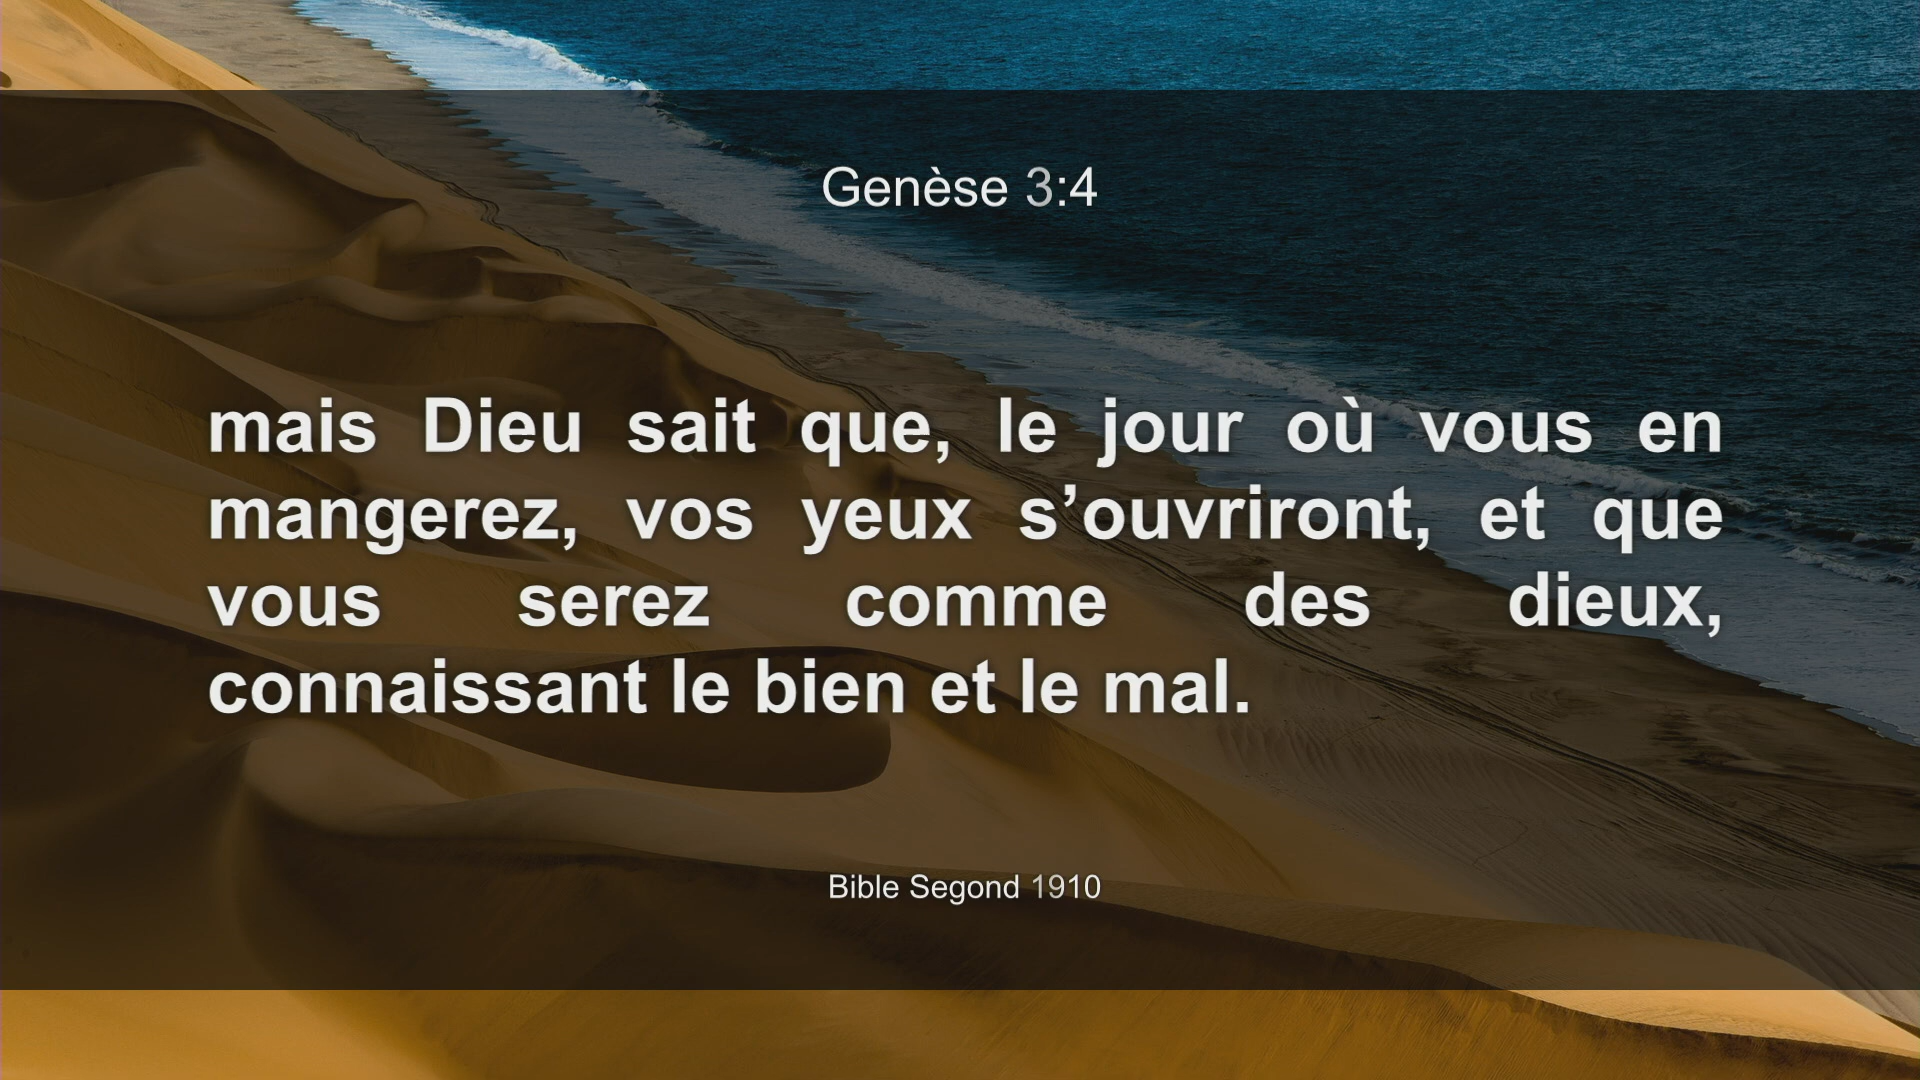 Genèse 3:4
mais Dieu sait que, le jour où vous en
mangerez, vos yeux s’ouvriront, et que
vous serez comme des dieux,
connaissant le bien et le mal.
Bible Segond 1910